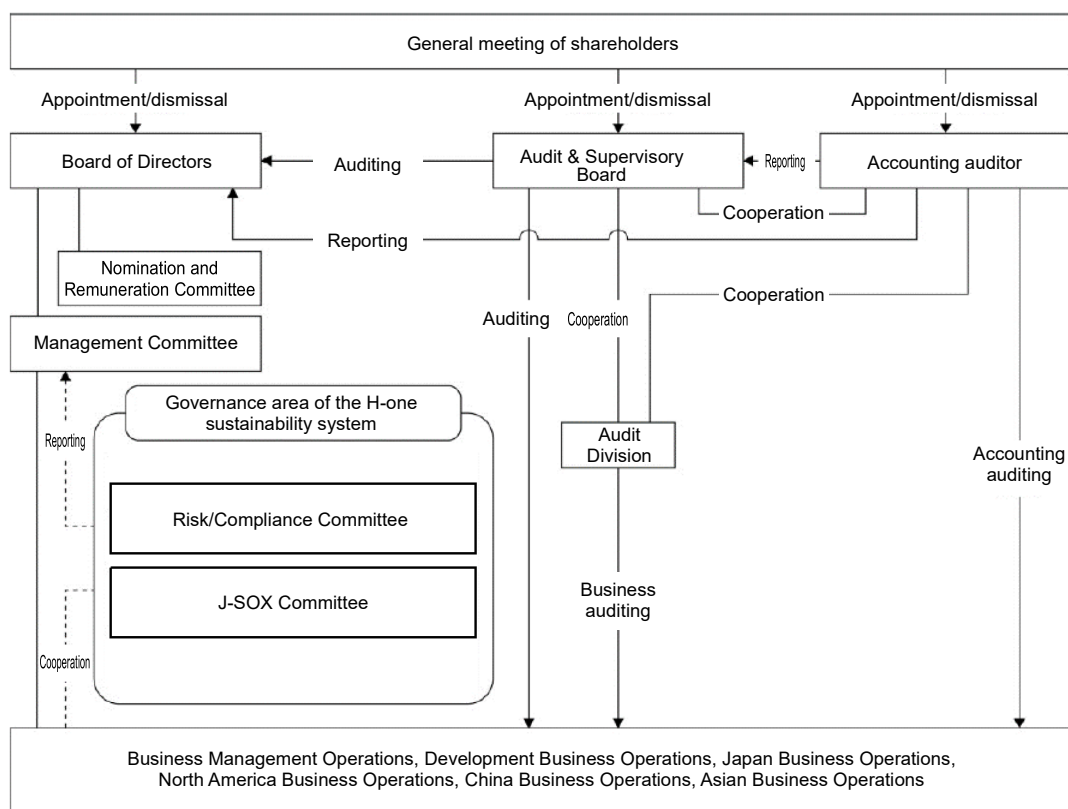 General meeting of shareholders
Appointment/dismissal
Appointment/dismissal
Appointment/dismissal
Board of Directors
Auditing
Audit & Supervisory
Board
Reporting
Accounting auditor
Cooperation
Reporting
Nomination and
Remuneration Committee
Cooperation
Auditing
Cooperation
Management Committee
Governance area of the H-one
sustainability system
Reporting
Audit
Division
Accounting
auditing
Risk/Compliance Committee
J-SOX Committee
Business
auditing
Cooperation
Business Management Operations, Development Business Operations, Japan Business Operations,
North America Business Operations, China Business Operations, Asian Business Operations